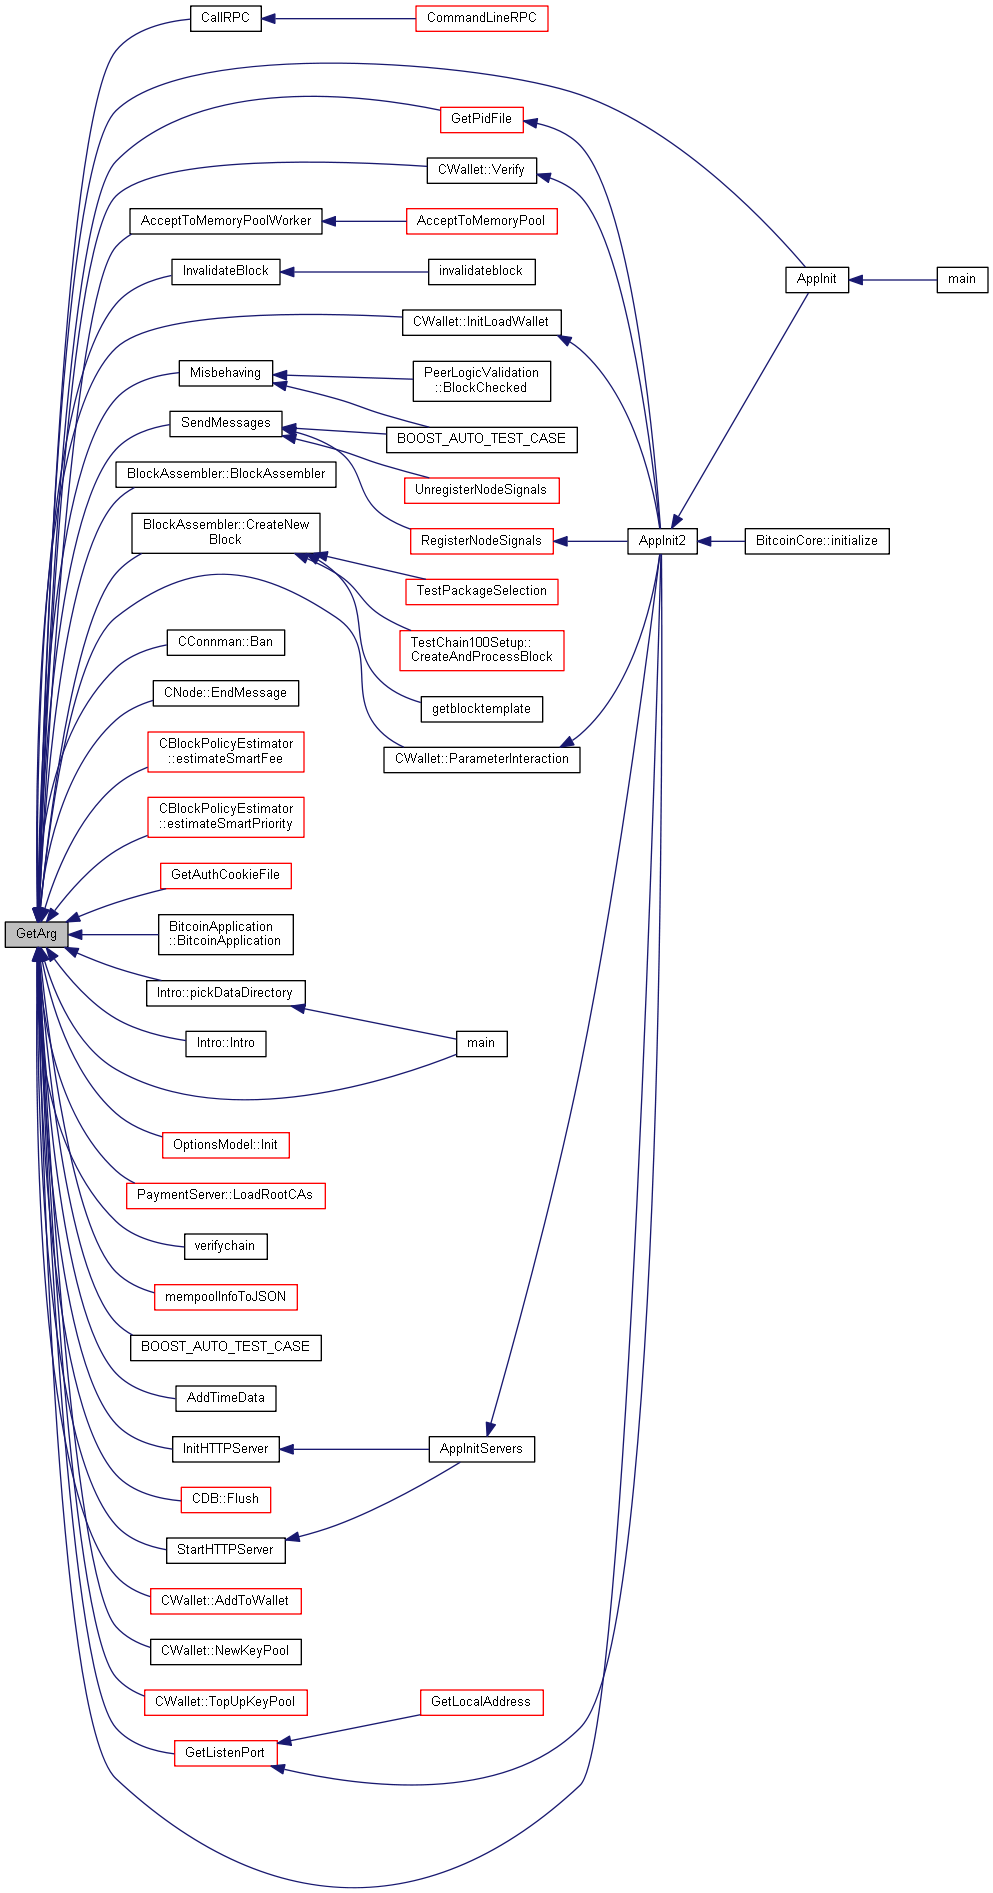 CallRPC
CommandLineRPC
GetPidFile
CWallet::Verify
AcceptToMemoryPoolWorker
AcceptToMemoryPool
InvalidateBlock
invalidateblock
AppInit
main
CWallet::InitLoadWallet
Misbehaving
PeerLogicValidation
::BlockChecked
SendMessages
BOOST_AUTO_TEST_CASE
BlockAssembler::BlockAssembler
UnregisterNodeSignals
BlockAssembler::CreateNew
Block
RegisterNodeSignals
AppInit2
BitcoinCore::initialize
TestPackageSelection
CConnman::Ban
TestChain100Setup::
CreateAndProcessBlock
CNode::EndMessage
getblocktemplate
CBlockPolicyEstimator
::estimateSmartFee
CWallet::ParameterInteraction
CBlockPolicyEstimator
::estimateSmartPriority
GetAuthCookieFile
GetArg
BitcoinApplication
::BitcoinApplication
Intro::pickDataDirectory
Intro::Intro
main
OptionsModel::Init
PaymentServer::LoadRootCAs
verifychain
mempoolInfoToJSON
BOOST_AUTO_TEST_CASE
AddTimeData
InitHTTPServer
AppInitServers
CDB::Flush
StartHTTPServer
CWallet::AddToWallet
CWallet::NewKeyPool
CWallet::TopUpKeyPool
GetLocalAddress
GetListenPort